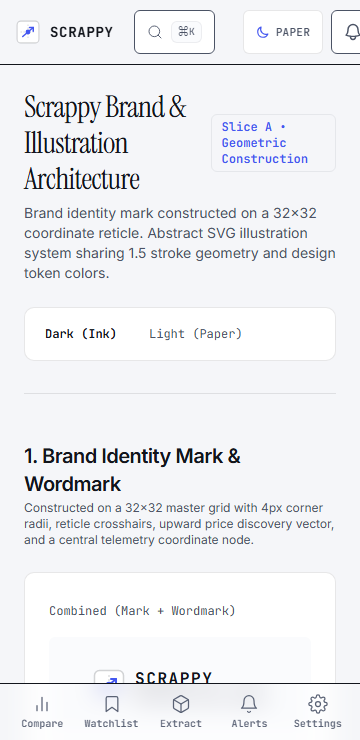 SCRAPPY
⌘K
PAPER
Scrappy Brand &
Illustration
Architecture
Slice A •
Geometric
Construction
Brand identity mark constructed on a 32×32
coordinate reticle. Abstract SVG illustration
system sharing 1.5 stroke geometry and design
token colors.
Dark (Ink)
Light (Paper)
1. Brand Identity Mark &
Wordmark
Constructed on a 32×32 master grid with 4px corner
radii, reticle crosshairs, upward price discovery vector,
and a central telemetry coordinate node.
Combined (Mark + Wordmark)
SCRAPPY
Compare
Watchlist
Extract
Alerts
Settings